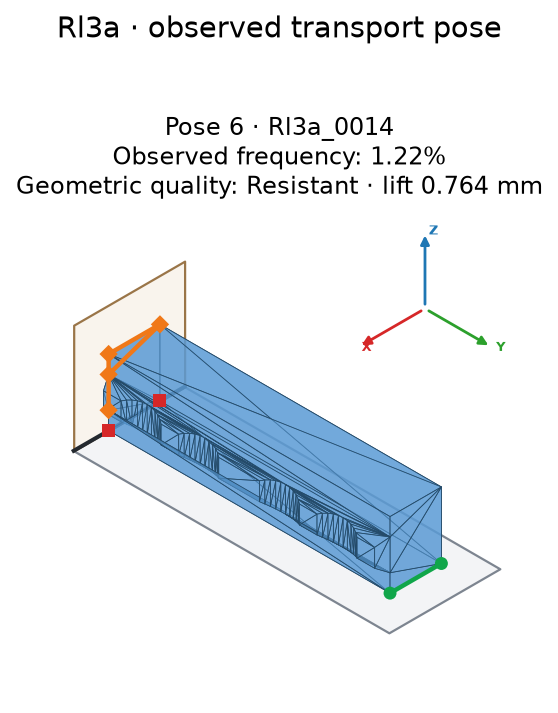 Rl3a · observed transport pose
Pose 6 · Rl3a_0014
Observed frequency: 1.22%
Geometric quality: Resistant · lift 0.764 mm
Z
X
Y